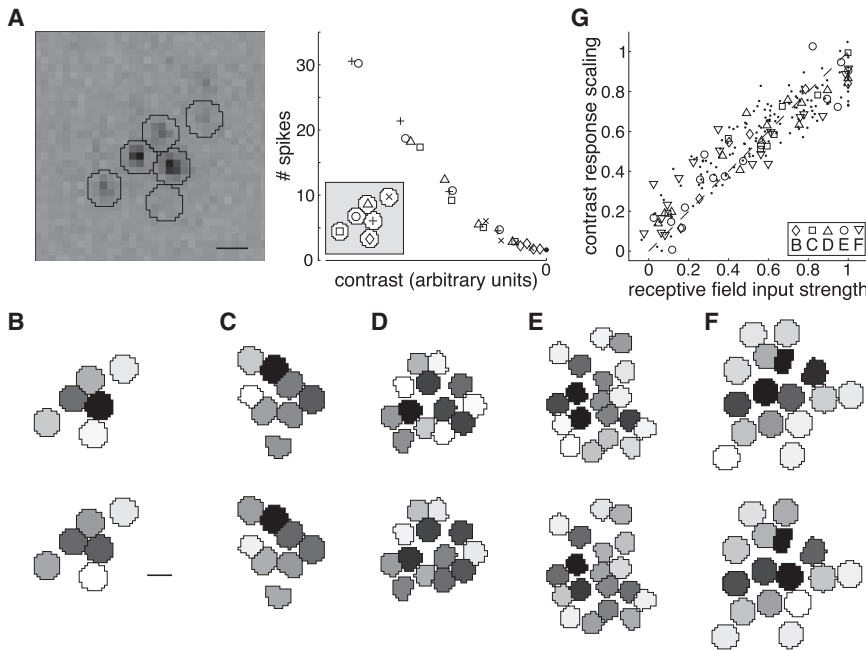 A
G
30
20
10
0
# spikes
0
contrast (arbitrary units)
1
0.8
0.6
0.4
0.2
0
contrast response scaling
B C D E F
0 0.2 0.4 0.6 0.8 1
receptive field input strength
B
C
D
E
F